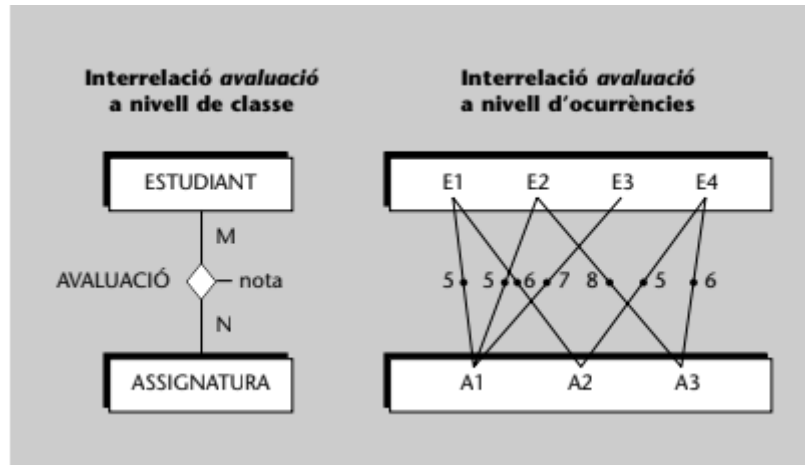 Interrelació avaluació
a nivell de classe
ESTUDIANT
M
AVALUACIÓ
nota
N
ASSIGNATURA
Interrelació avaluació
a nivell d'ocurrències
E1 E2 E3 E4
5 5 6 7 8 5 6
A1 A2 A3